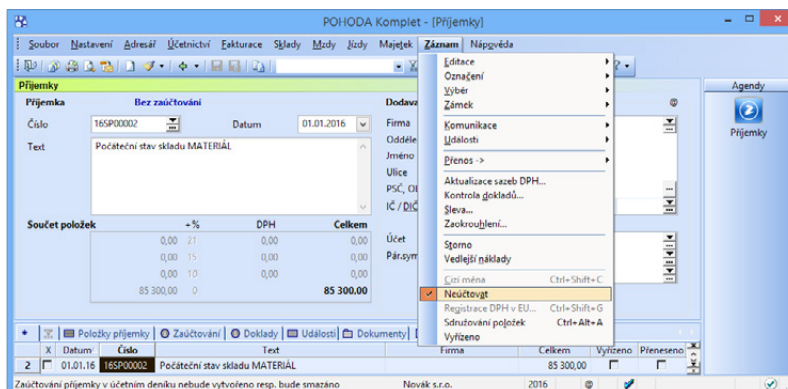 POHODA Komplet - [Příjemky]
Soubor Nastavení Adresář Účetnictví Fakturace Sklady Mzdy Jízdy Majetek Záznam Nápověda
Příjemky
Agendy
Příjemka Bez zaúčtování
Číslo 16SP00002 Datum 01.01.2016
Firma
Text Počáteční stav skladu MATERIÁL
Jméno
Ulice
Součet položek +% DPH Celkem
0,00 21 0,00 0,00
0,00 15 0,00 0,00
0,00 10 0,00 0,00
85 300,00 0 85 300,00
Účet
Pár.sym
Editace
Označení
Výběr
Zámek
Komunikace
Události
Přenos ->
Aktualizace sazeb DPH...
Kontrola dokladů...
Sleva...
Zaokrouhlení...
Storno
Vedlejší náklady
Cizí měna Ctrl+Shift+C
Neúčtovat
Registrace DPH v EU... Ctrl+Shift+G
Sdružování položek Ctrl+Alt+A
Vyřízeno
Příjemky
Položky příjemky Zaúčtování Doklady Události Dokumenty
X Datum Číslo Text Firma Celkem Vyřízeno Přeneseno
2 01.01.16 16SP00002 Počáteční stav skladu MATERIÁL 85 300,00
Zaúčtování příjemky v účetním deníku nebude vytvořeno resp. bude smazáno Novák s.r.o. 2016 @